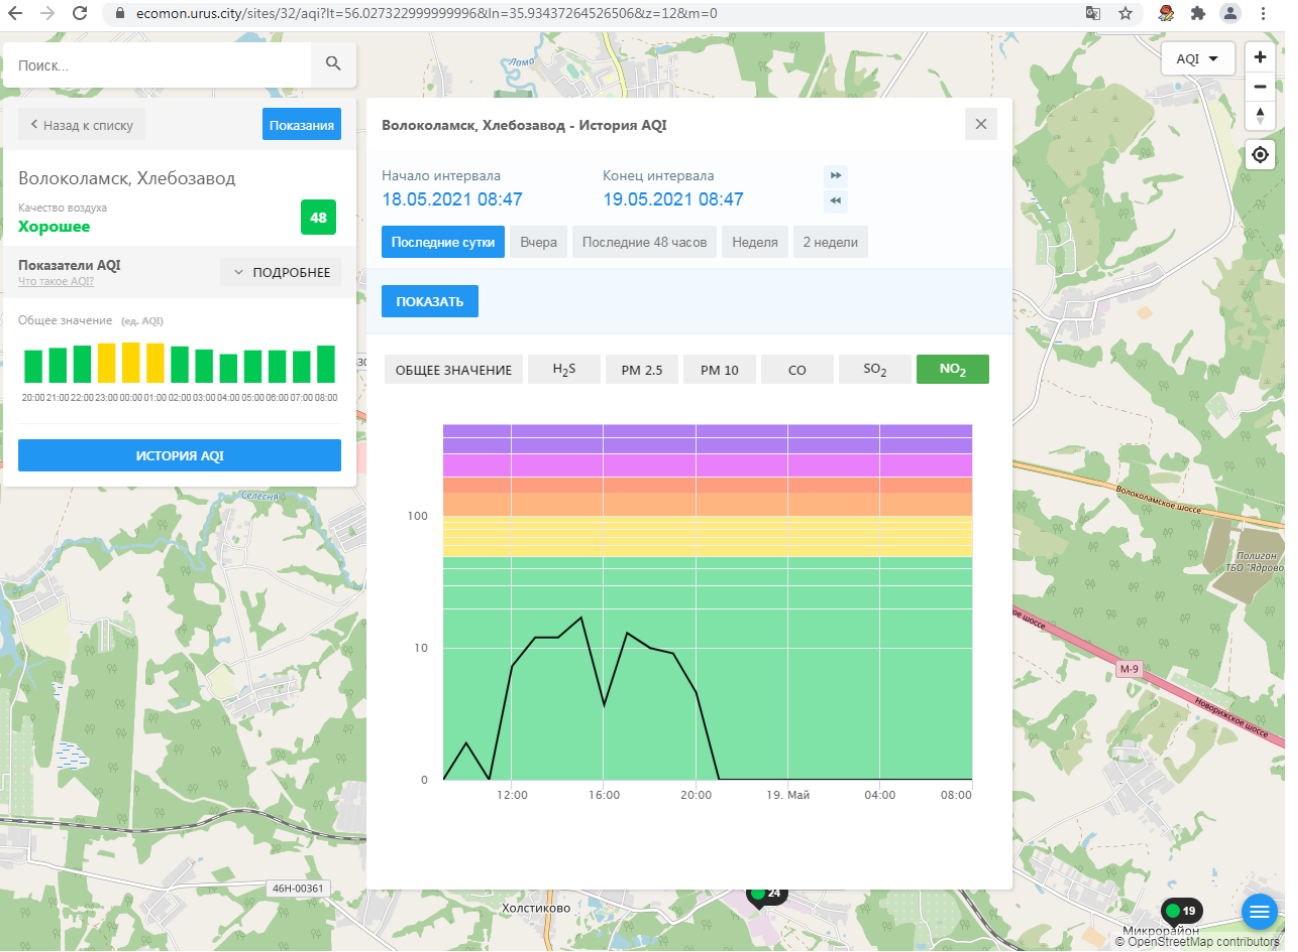 ecomon.urus.city/sites/32/aqi?lt=56.027322999999996&ln=35.93437264526506&z=12&m=0
Поиск...
AQI
Лама
Назад к списку
Показания
Волоколамск, Хлебозавод
Качество воздуха
Хорошее
48
Показатели AQI
Что такое AQI?
ПОДРОБНЕЕ
Общее значение (ед. AQI)
20:00 21:00 22:00 23:00 00:00 01:00 02:00 03:00 04:00 05:00 06:00 07:00 08:00
ИСТОРИЯ AQI
Волоколамск, Хлебозавод - История AQI
Начало интервала
18.05.2021 08:47
Конец интервала
19.05.2021 08:47
Последние сутки
Вчера
Последние 48 часов
Неделя
2 недели
ПОКАЗАТЬ
ОБЩЕЕ ЗНАЧЕНИЕ
H2S
PM 2.5
PM 10
CO
SO2
NO2
100
10
0
12:00 16:00 20:00 19. Май 04:00 08:00
Селесня
Волоколамское шоссе
Полигон
ТБО "Ядрово
ое шоссе
М-9
Новорижское шоссе
46Н-00361
Холстиково
24
19
Микрорайон
© OpenStreetMap contributors